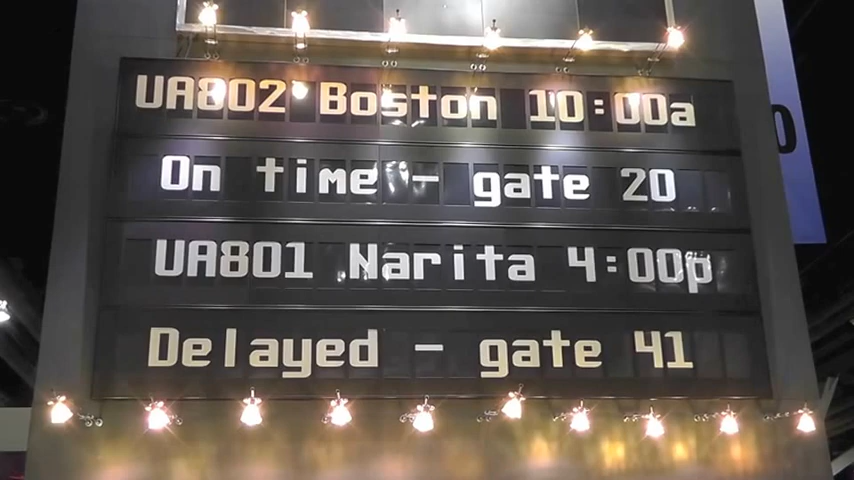 UA802 Boston 10:00a
On time - gate 20
UA801 Narita 4:00p
Delayed - gate 41